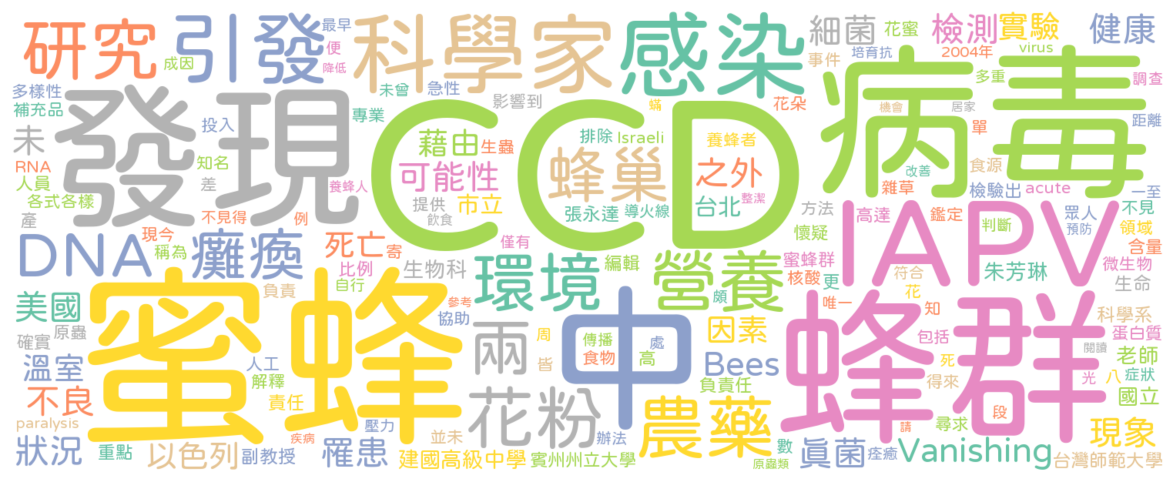 研究
引發
科學家
感染
細菌
花蜜
檢測
實驗
健康
最早
便
成因
降低
事件
培育抗
2004年
virus
多樣性
補充品
未曾
急性
影響到
蟎
花朵
多重
居家
調查
發現
CCD
病毒
未
投入
專業
藉由
生蟲
排除
Israeli
養蜂者
單
距離
RNA
人員
知名
差
養蜂人
可能性
蜂巢
之外
改善
食源
雜草
檢驗出
acute
一至
各式各樣
產
不見得
例
提供
飲食
市立
張永達
導火線
台北
整潔
方法
高達
鑑定
判斷
眾人
預防
不見
領域
DNA
現今
稱為
癱瘓
死亡
寄
比例
自行
僅有
生物科
環境
編輯
營養
蜜蜂群
核酸
懷疑
更
IAPV
符合
花
朱芳琳
含量
微生物
生命
美國
原蟲
確實
蜜蜂
負責
參考
協助
兩
周
皆
中
傳播
食物
處
高
頗
因素
唯一
知
蜂群
包括
死
得來
科學系
蛋白質
閱讀
光
八
老師
症狀
國立
溫室
人工
解釋
責任
不良
花粉
Bees
負責任
農藥
段
尋求
現象
paralysis
狀況
重點
以色列
副教授
疾病
壓力
罹患
並未
建國高級中學
辦法
賓州州立大學
數
原蟲類
真菌
痊癒
請
Vanishing
台灣師範大學